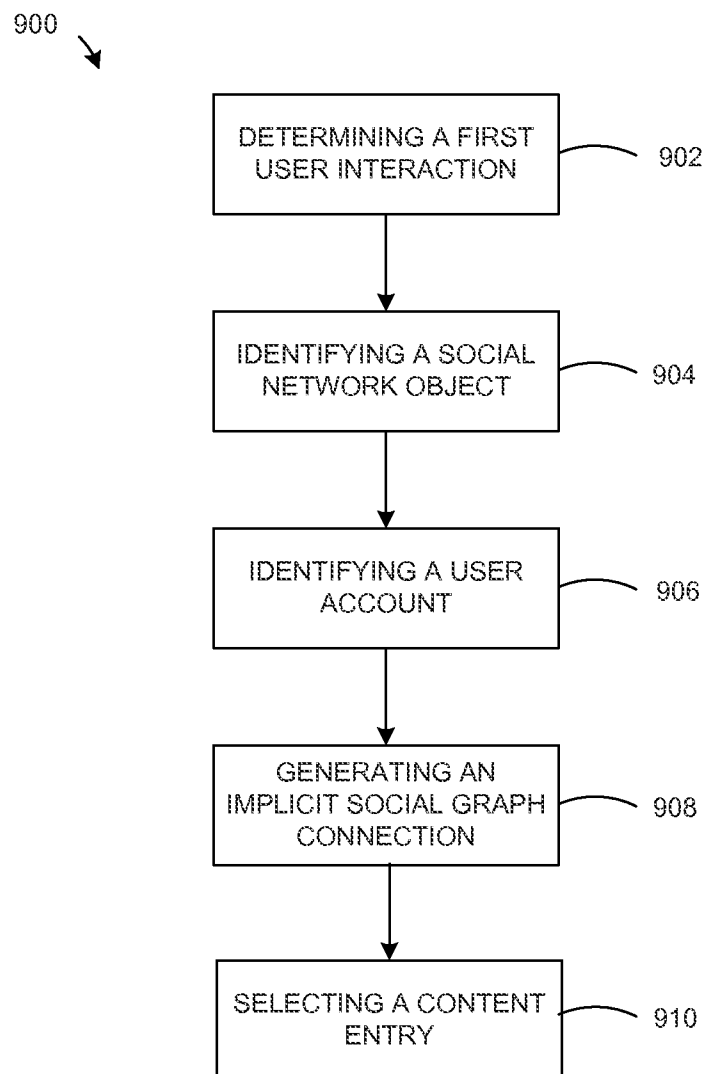 900
DETERMINING A FIRST
USER INTERACTION
902
IDENTIFYING A SOCIAL
NETWORK OBJECT
904
IDENTIFYING A USER
ACCOUNT
906
GENERATING AN
IMPLICIT SOCIAL GRAPH
CONNECTION
908
SELECTING A CONTENT
ENTRY
910